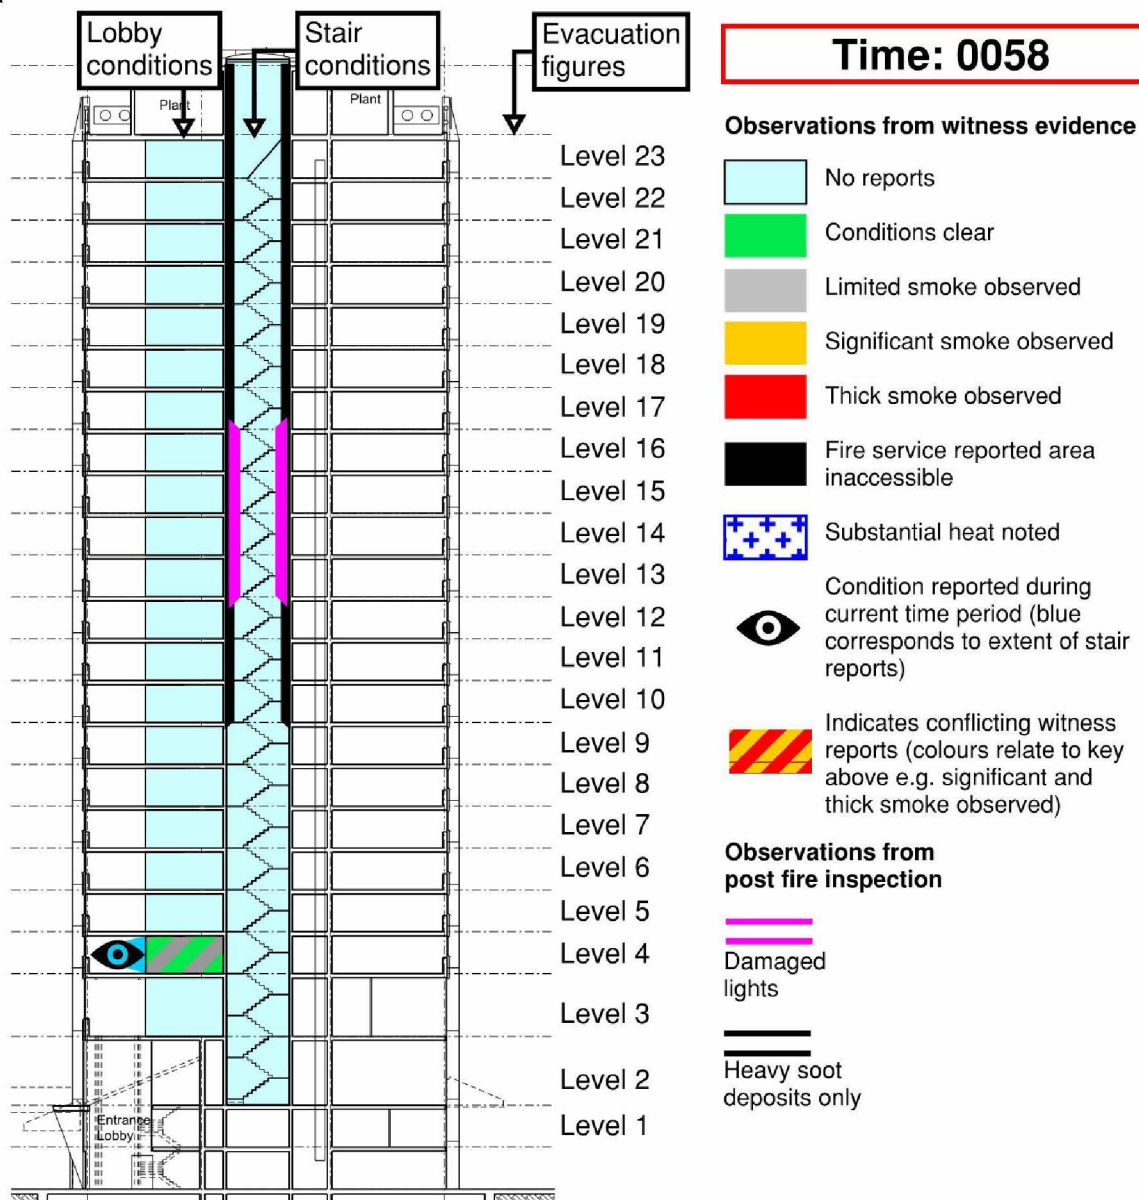 Lobby
conditions
Stair
conditions
Evacuation
figures
Time: 0058
Plant
Plant
Level 23
Level 22
Level 21
Level 20
Level 19
Level 18
Level 17
Level 16
Level 15
Level 14
Level 13
Level 12
Level 11
Level 10
Level 9
Level 8
Level 7
Level 6
Level 5
Level 4
Level 3
Level 2
Level 1
Entrance
Lobby
Observations from witness evidence
No reports
Conditions clear
Limited smoke observed
Significant smoke observed
Thick smoke observed
Fire service reported area
inaccessible
Substantial heat noted
Condition reported during
current time period (blue
corresponds to extent of stair
reports)
Indicates conflicting witness
reports (colours relate to key
above e.g. significant and
thick smoke observed)
Observations from
post fire inspection
Damaged
lights
Heavy soot
deposits only